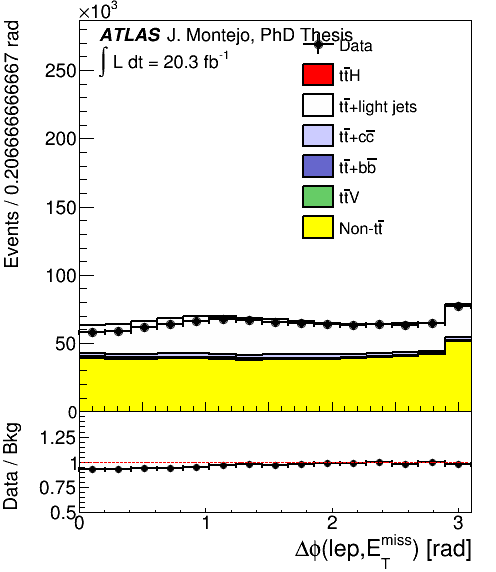 ×10³
ATLAS J. Montejo, PhD Thesis
∫ L dt = 20.3 fb⁻¹
Data
tt̄H
tt̄+light jets
tt̄+cc̄
tt̄+bb̄
tt̄V
Non-tt̄
Events / 0.206666666667 rad
250
200
150
100
50
0
Data / Bkg
1.25
1
0.75
0.5
0 1 2 3
Δϕ(lep,E_T^miss) [rad]